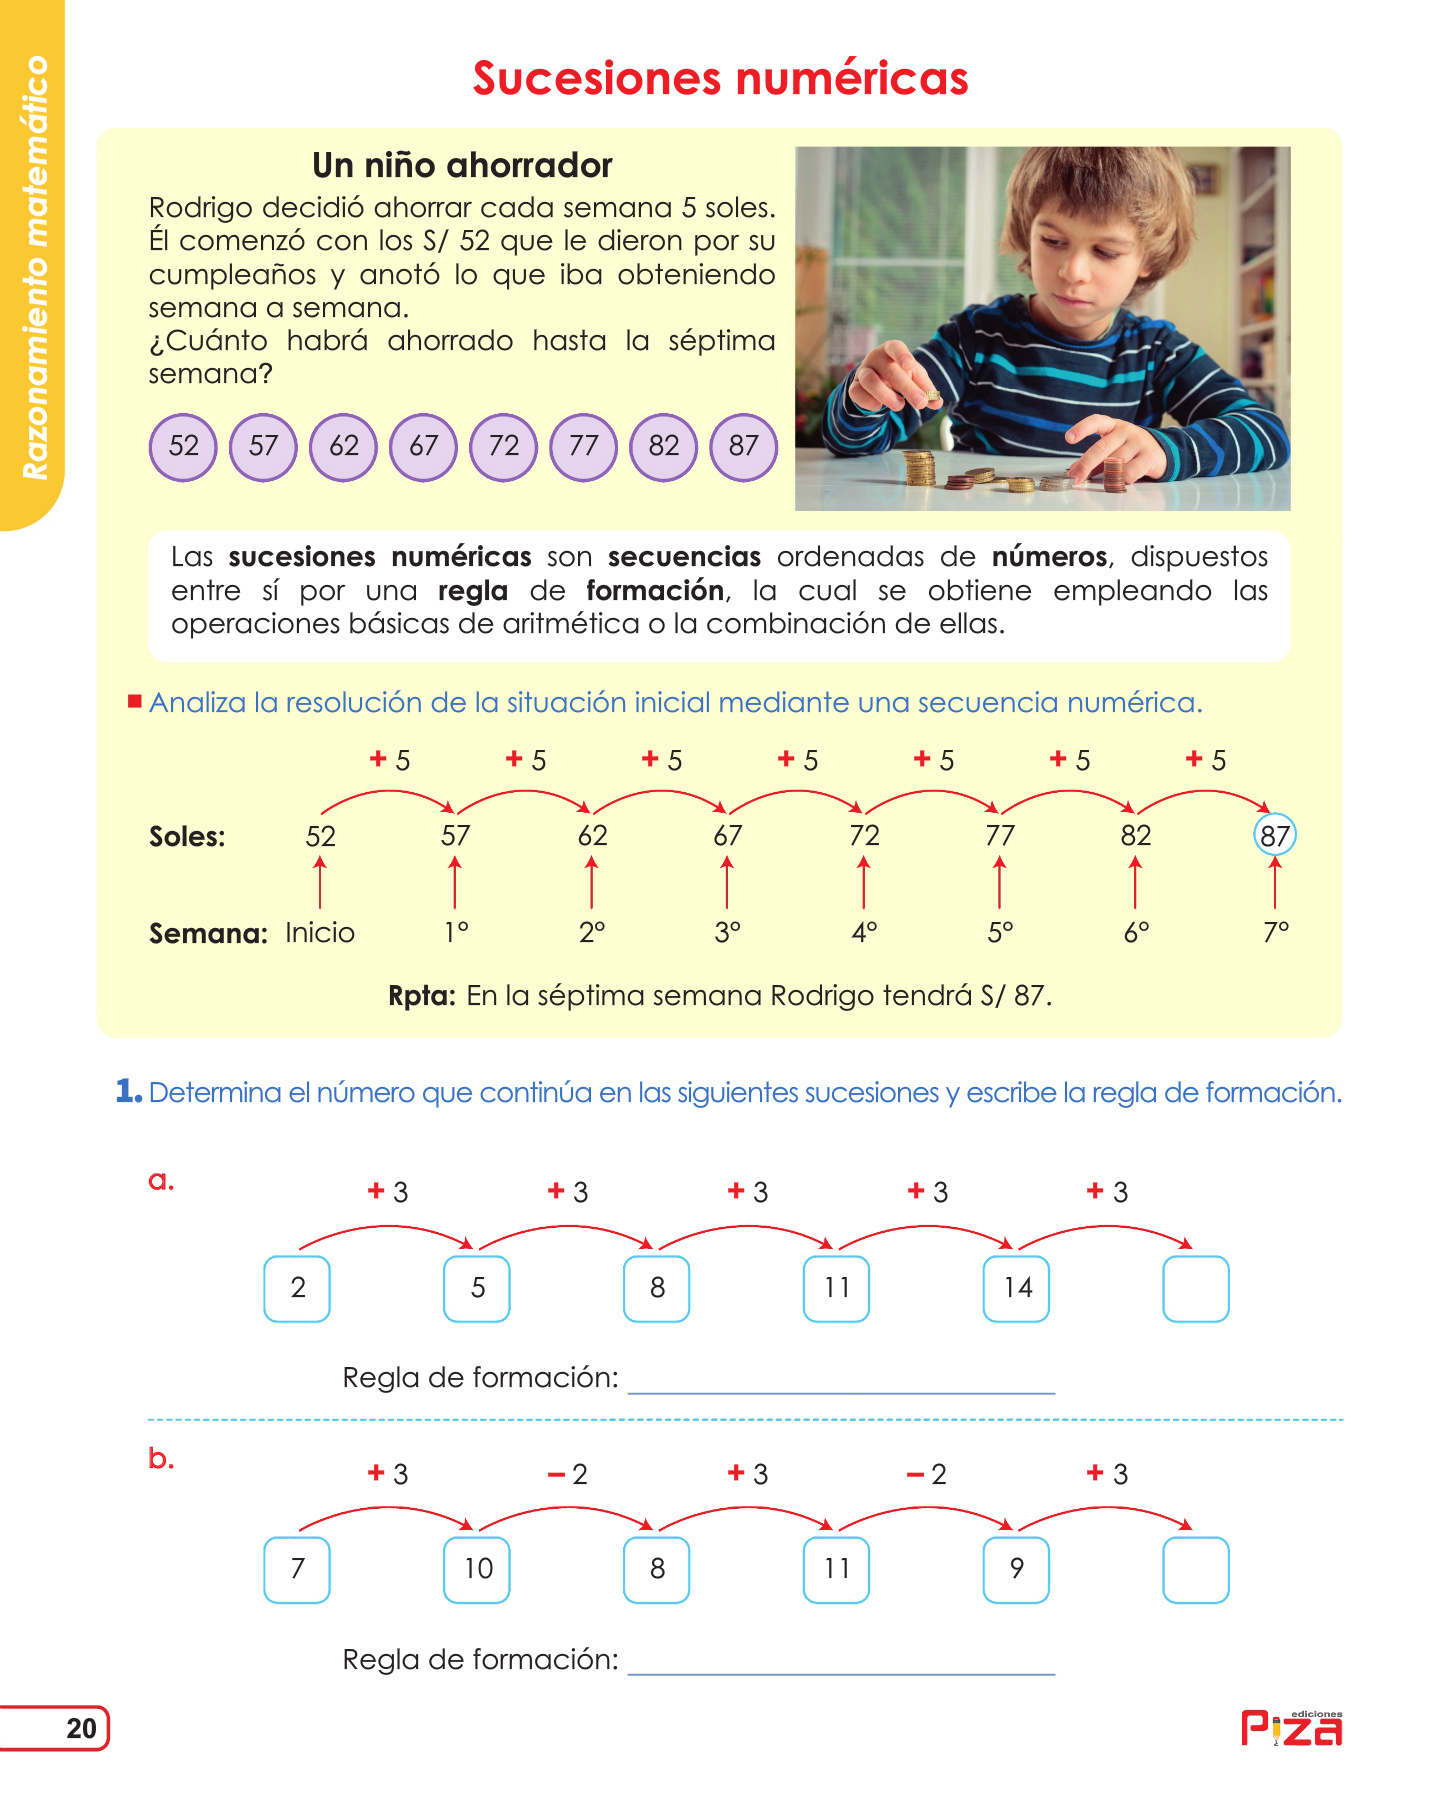 Razonamiento matemático
Sucesiones numéricas
Un niño ahorrador
Rodrigo decidió ahorrar cada semana 5 soles.
Él comenzó con los S/ 52 que le dieron por su
cumpleaños y anotó lo que iba obteniendo
semana a semana.
¿Cuánto habrá ahorrado hasta la séptima
semana?
52 57 62 67 72 77 82 87
Las sucesiones numéricas son secuencias ordenadas de números, dispuestos
entre sí por una regla de formación, la cual se obtiene empleando las
operaciones básicas de aritmética o la combinación de ellas.
Analiza la resolución de la situación inicial mediante una secuencia numérica.
+ 5 + 5 + 5 + 5 + 5 + 5 + 5
Soles: 52 57 62 67 72 77 82 87
Semana: Inicio 1° 2° 3° 4° 5° 6° 7°
Rpta: En la séptima semana Rodrigo tendrá S/ 87.
1. Determina el número que continúa en las siguientes sucesiones y escribe la regla de formación.
a.
+ 3 + 3 + 3 + 3 + 3
2 5 8 11 14
Regla de formación:
b.
+ 3 – 2 + 3 – 2 + 3
7 10 8 11 9
Regla de formación:
20
ediciones
Piza